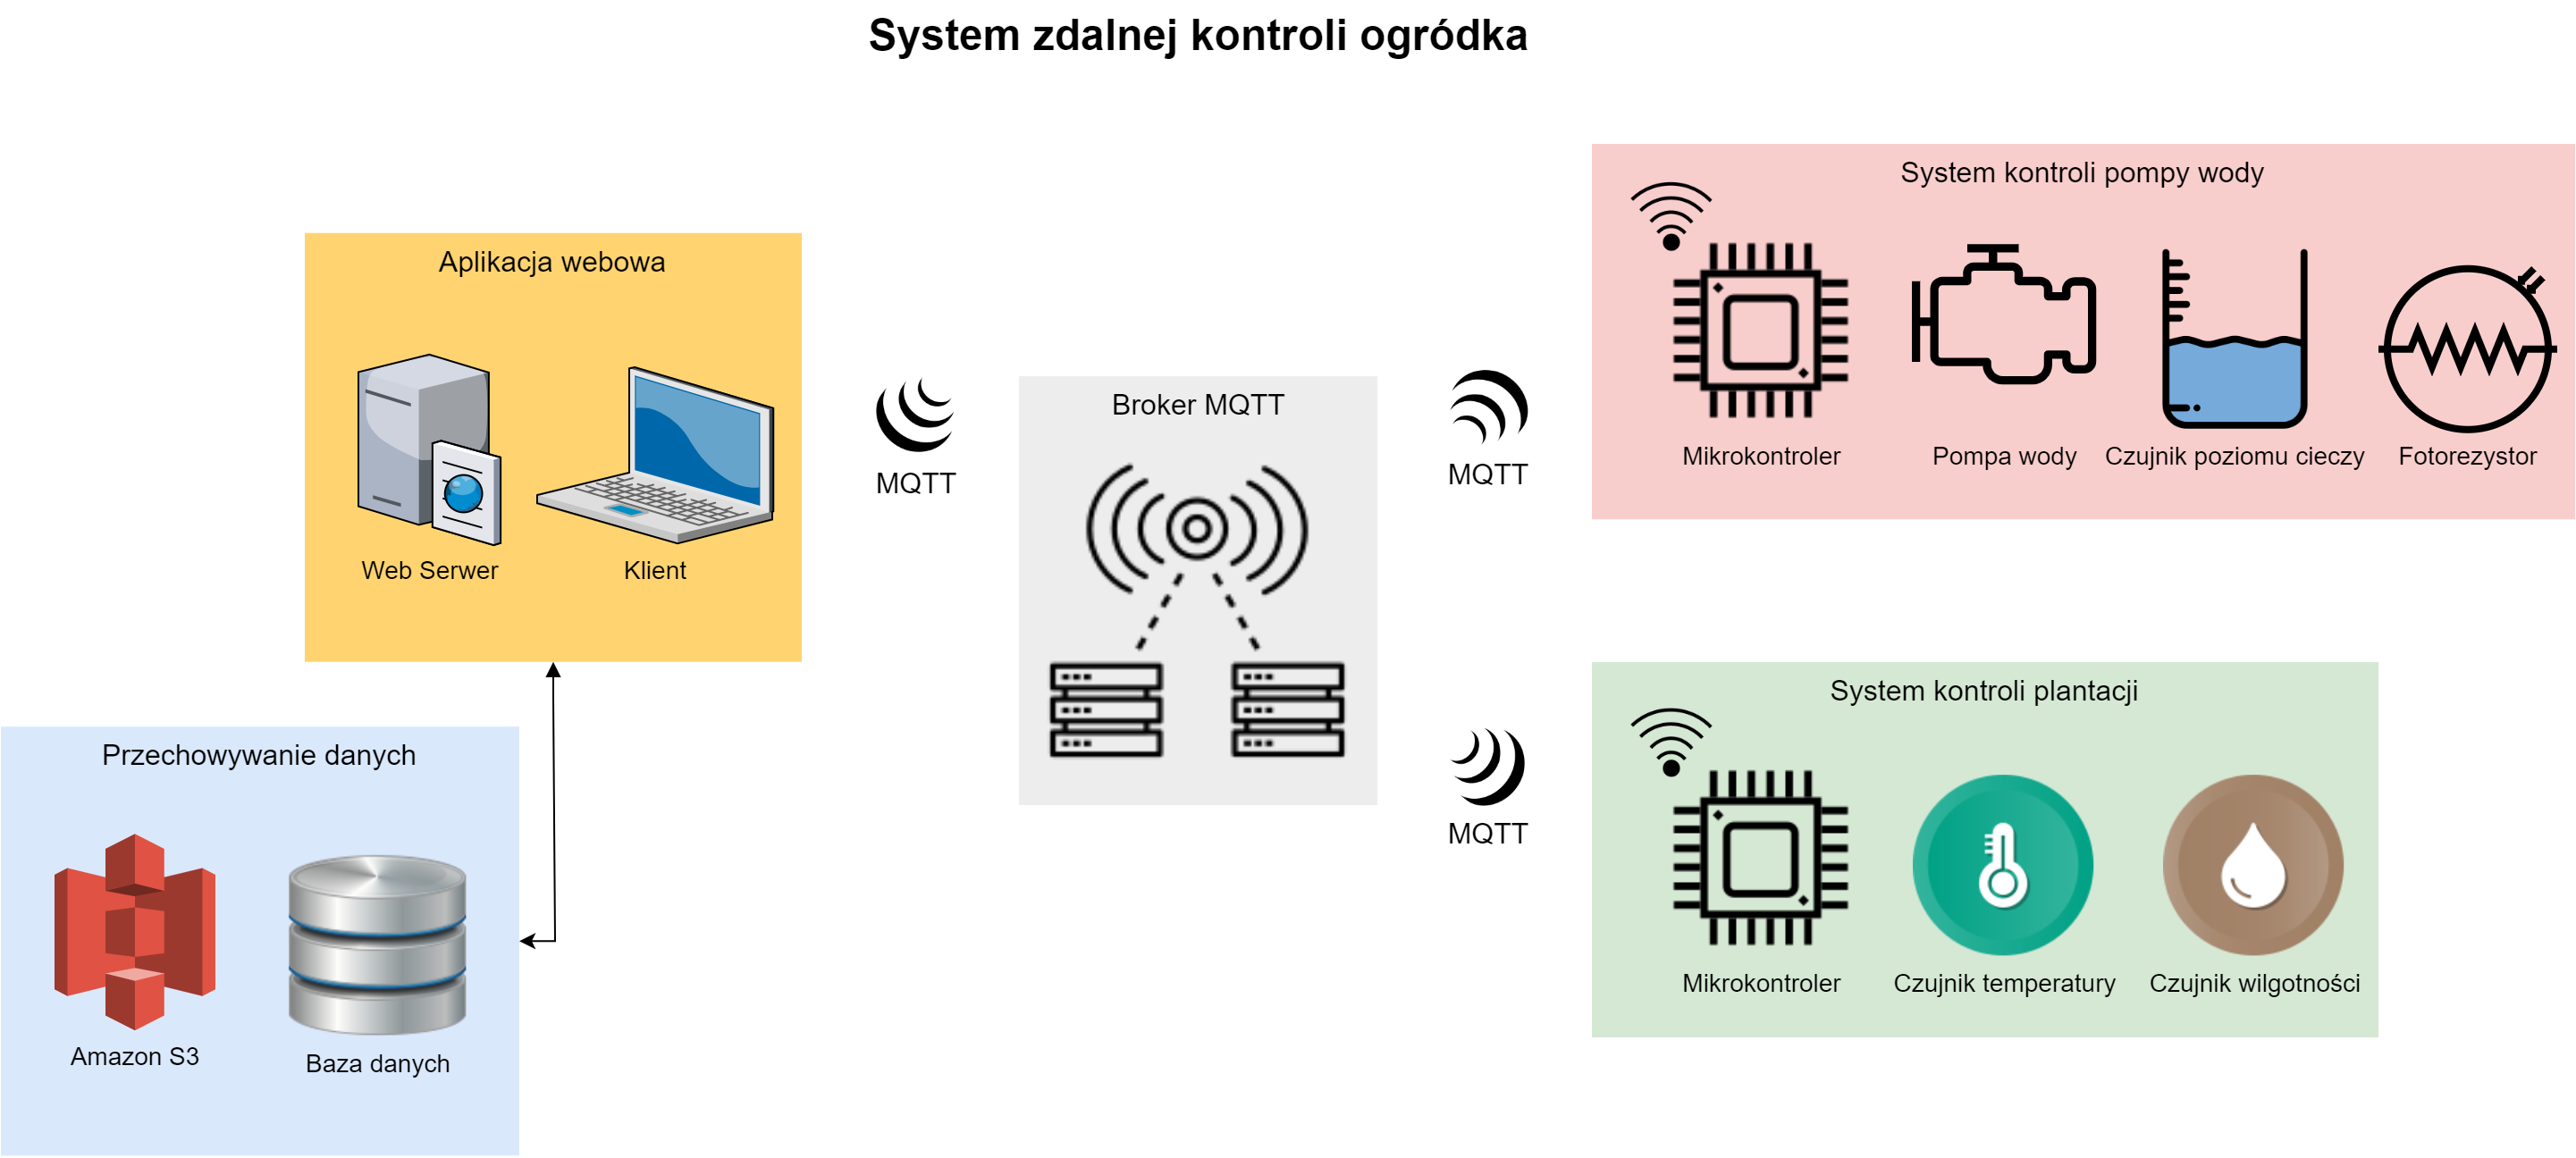 System zdalnej kontroli ogródka
System kontroli pompy wody
Mikrokontroler
Pompa wody
Czujnik poziomu cieczy
Fotorezystor
Aplikacja webowa
Web Serwer
Klient
MQTT
Broker MQTT
MQTT
MQTT
System kontroli plantacji
Mikrokontroler
Czujnik temperatury
Czujnik wilgotności
Przechowywanie danych
Amazon S3
Baza danych